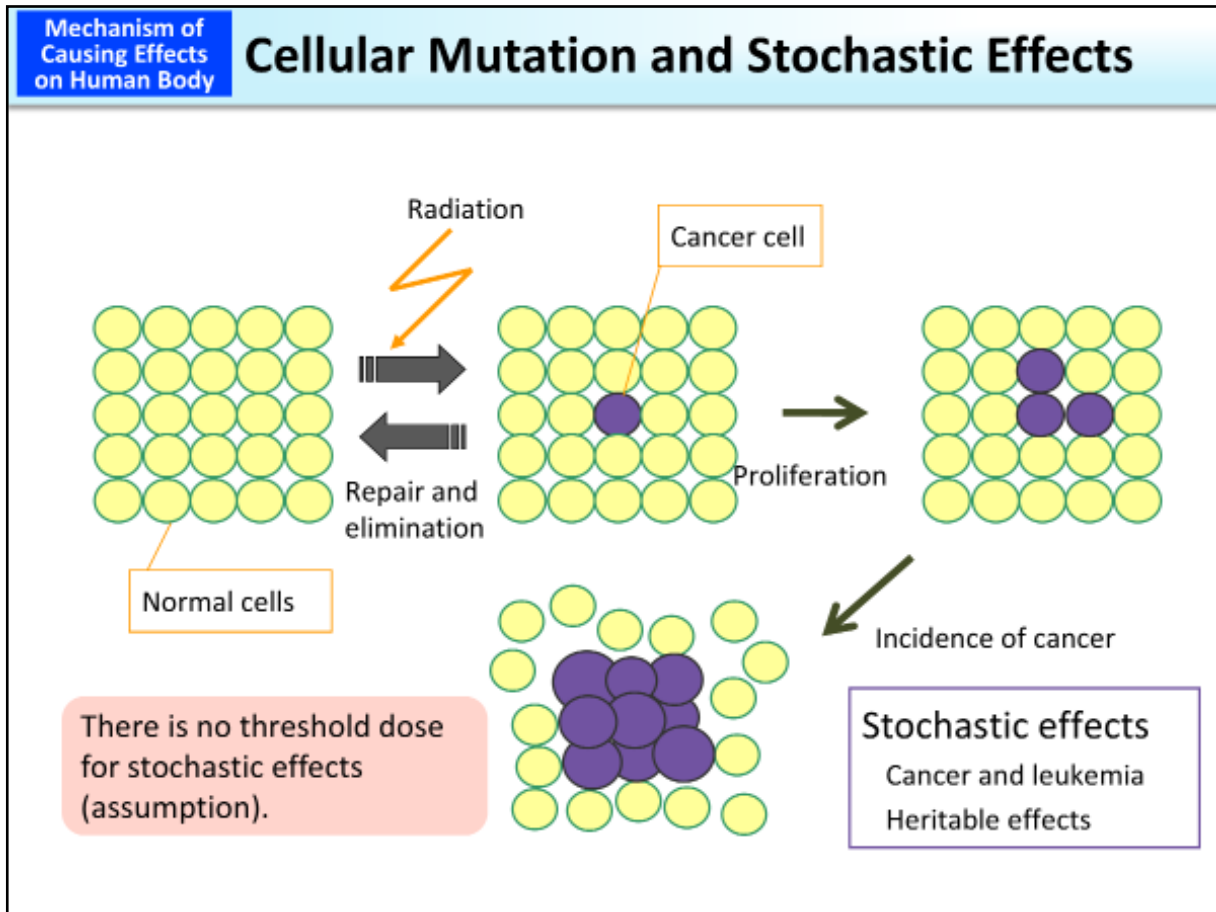 Mechanism of
Causing Effects
on Human Body
Cellular Mutation and Stochastic Effects
Radiation
Cancer cell
Repair and
elimination
Proliferation
Normal cells
Incidence of cancer
There is no threshold dose
for stochastic effects
(assumption).
Stochastic effects
Cancer and leukemia
Heritable effects